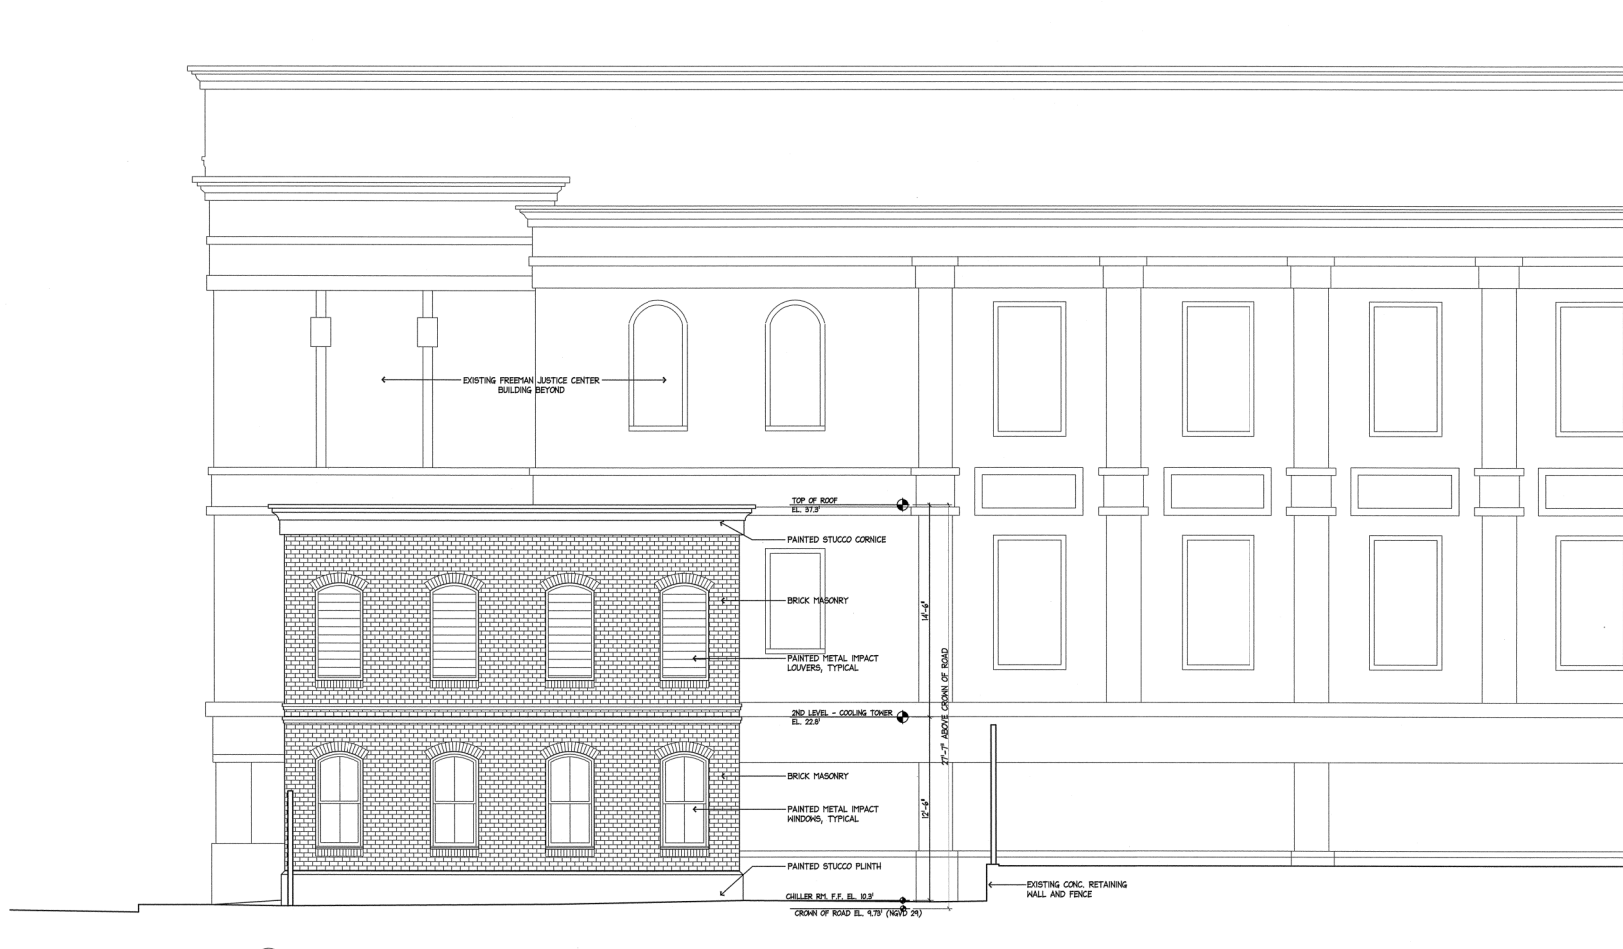 EXISTING FREEMAN JUSTICE CENTER
BUILDING BEYOND
TOP OF ROOF
EL. 37.3'
PAINTED STUCCO CORNICE
BRICK MASONRY
14'-6"
PAINTED METAL IMPACT
LOUVERS, TYPICAL
27'-7" ABOVE CROWN OF ROAD
2ND LEVEL - COOLING TOWER
EL. 22.8'
BRICK MASONRY
12'-6"
PAINTED METAL IMPACT
WINDOWS, TYPICAL
PAINTED STUCCO PLINTH
EXISTING CONC. RETAINING
WALL AND FENCE
CHILLER RM. F.F. EL. 10.3'
CROWN OF ROAD EL. 9.73' (NGVD 29)